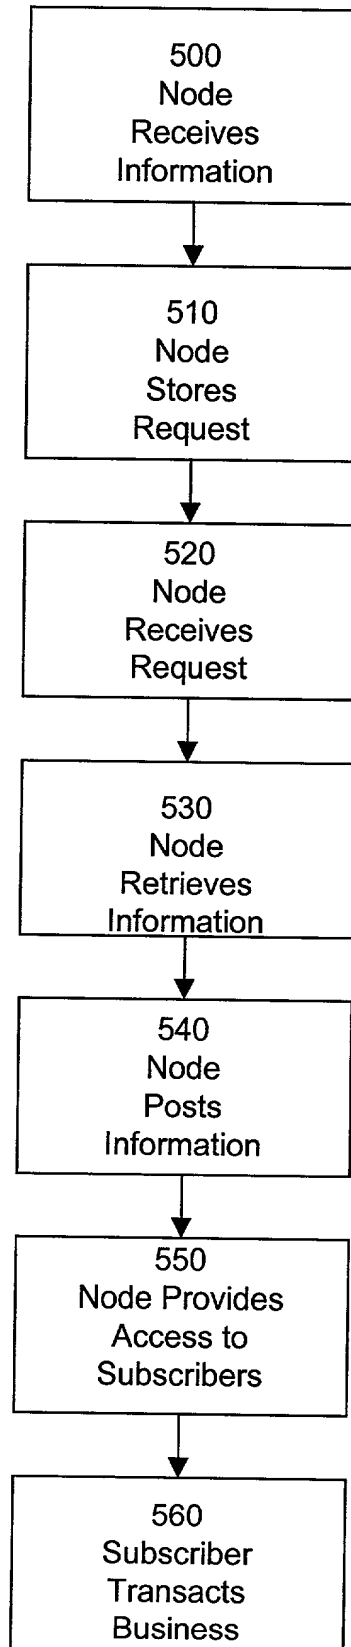 500
Node
Receives
Information
510
Node
Stores
Request
520
Node
Receives
Request
530
Node
Retrieves
Information
540
Node
Posts
Information
550
Node Provides
Access to
Subscribers
560
Subscriber
Transacts
Business